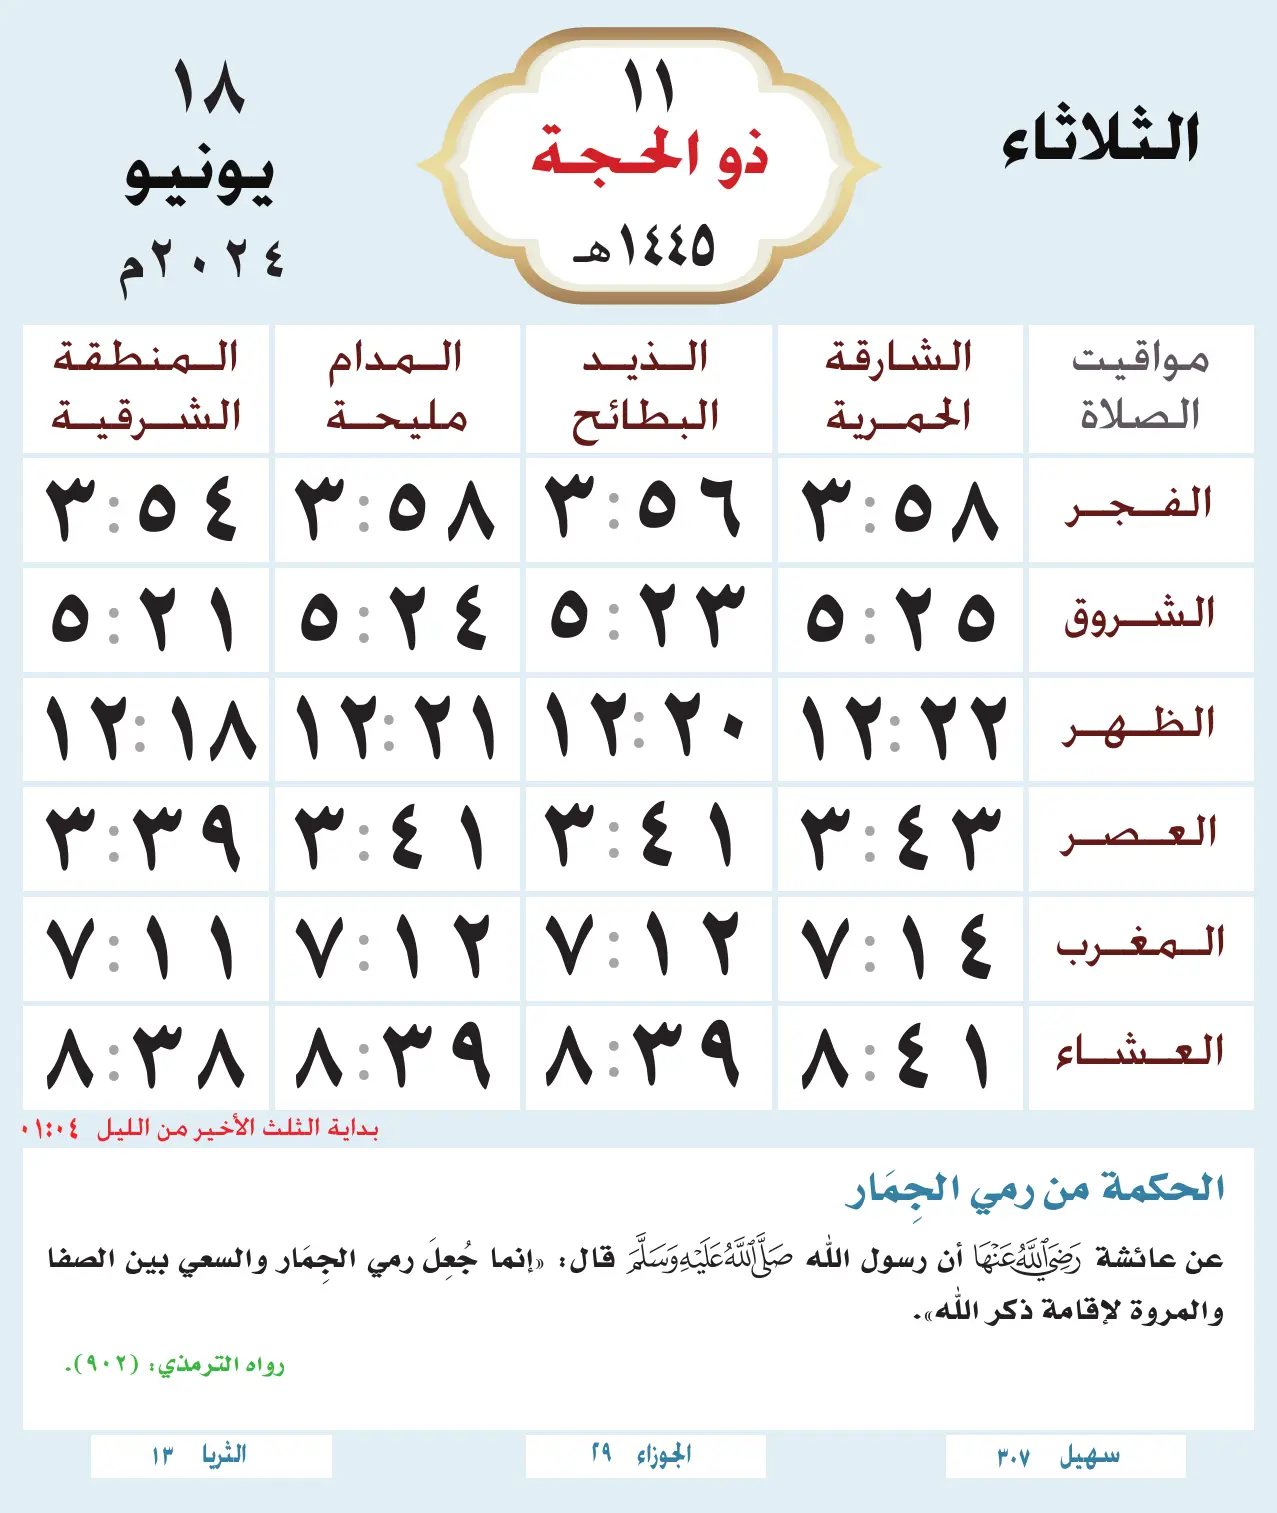 الثلاثاء
١١
ذو الحجة
١٤٤٥هـ
١٨
يونيو
٢٠٢٤م
مواقيت الصلاة
الشارقة الحمرية
الذيد البطائح
المدام مليحة
المنطقة الشرقية
الفجر ٣:٥٨ ٣:٥٦ ٣:٥٨ ٣:٥٤
الشروق ٥:٢٥ ٥:٢٣ ٥:٢٤ ٥:٢١
الظهر ١٢:٢٢ ١٢:٢٠ ١٢:٢١ ١٢:١٨
العصر ٣:٤٣ ٣:٤١ ٣:٤١ ٣:٣٩
المغرب ٧:١٤ ٧:١٢ ٧:١٢ ٧:١١
العشاء ٨:٤١ ٨:٣٩ ٨:٣٩ ٨:٣٨
بداية الثلث الأخير من الليل ٠١:٠٤
الحكمة من رمي الجِمَار
عن عائشة رَضِيَ اللَّهُ عَنْهَا أن رسول الله صَلَّى اللَّهُ عَلَيْهِ وَسَلَّمَ قال: «إنما جُعِلَ رمي الجِمَار والسعي بين الصفا
والمروة لإقامة ذكر الله».
رواه الترمذي: (٩٠٢).
سهيل ٣٠٧
الجوزاء ٢٩
الثريا ١٣